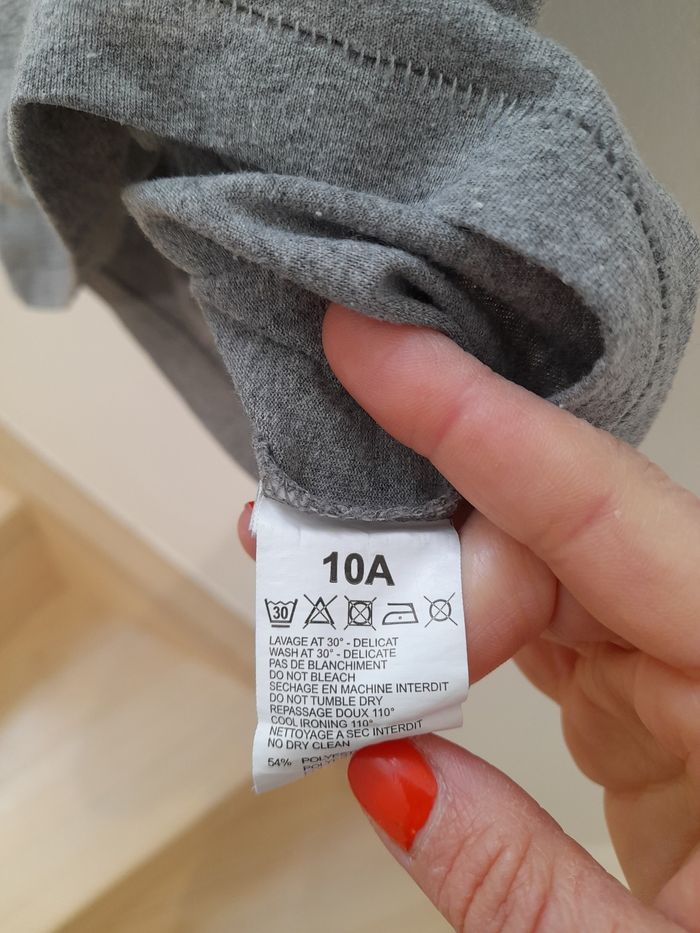 10A
30
LAVAGE AT 30° - DELICAT
WASH AT 30° - DELICATE
PAS DE BLANCHIMENT
DO NOT BLEACH
SECHAGE EN MACHINE INTERDIT
DO NOT TUMBLE DRY
REPASSAGE DOUX 110°
COOL IRONING 110°
NETTOYAGE A SEC INTERDIT
NO DRY CLEAN
54%